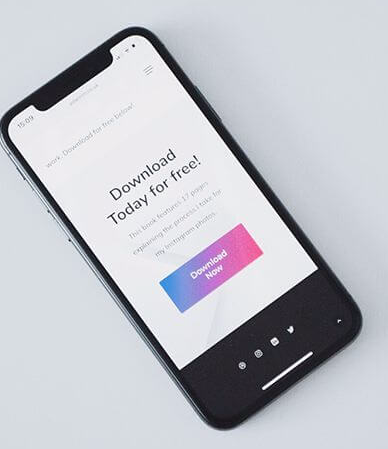 15:09
work. Download for free below!
Download
Today for free!
This book features 17 pages
explaining the process I take for
my Instagram photos.
Download
Now